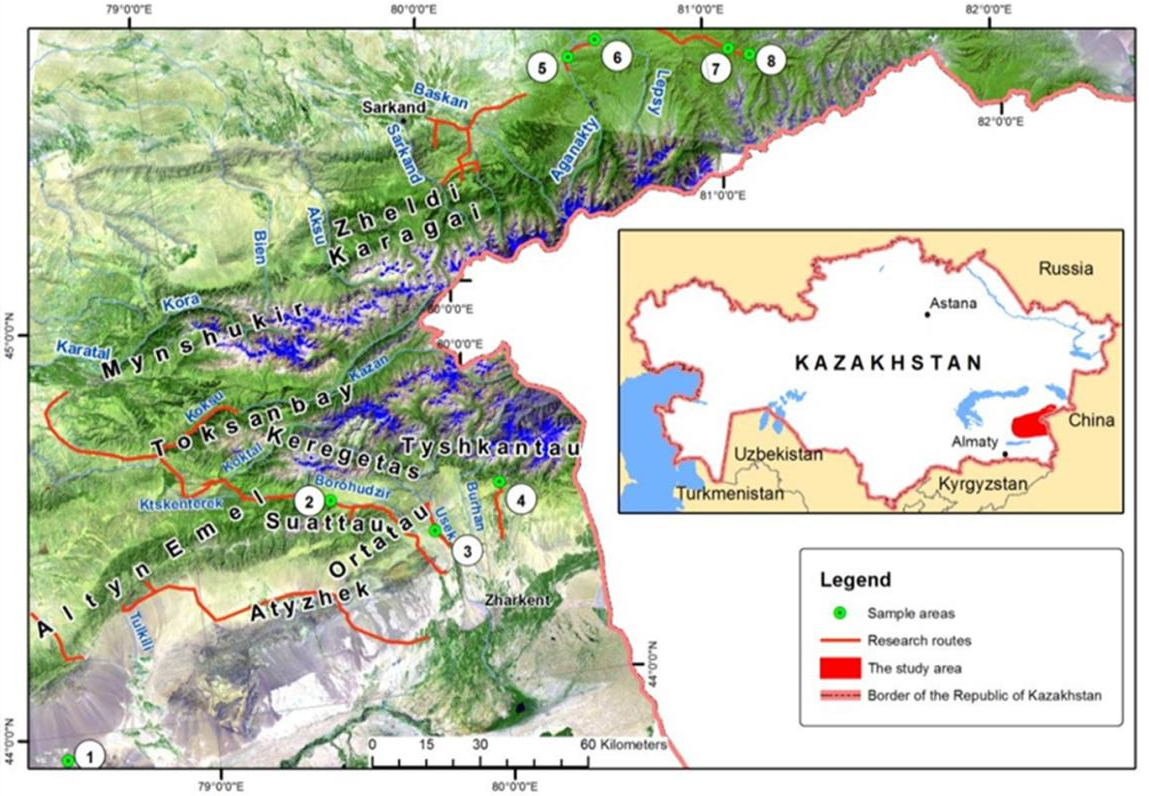 79°0'0"E
80°0'0"E
81°0'0"E
82°0'0"E
5
6
7
8
Baskan
Lepsy
Sarkand
Sarkand
Aganakty
82°0'0"E
81°0'0"E
Zheldi
Karagai
Aksu
Bien
Kora
Mynshukir
Karatal
45°0'0"N
80°0'0"E
80°0'0"E
Kazan
Koksu
Toksanbay
Keregetas
Tyshkantau
Koktal
Borohudzir
Ktskenterek
2
Burhan
4
Usek
Suattau
Ortatau
3
Altyn Emel
Atyzhek
Zharkent
Tulkili
44°0'0"N
44°0'0"N
1
0 15 30 60 Kilometers
79°0'0"E
80°0'0"E
Russia
Astana
KAZAKHSTAN
China
Almaty
Uzbekistan
Kyrgyzstan
Turkmenistan
Legend
Sample areas
Research routes
The study area
Border of the Republic of Kazakhstan